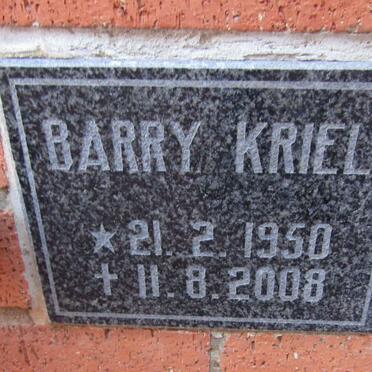 BARRY KRIEL
★ 21. 2. 1950
✝ 11. 8. 2008